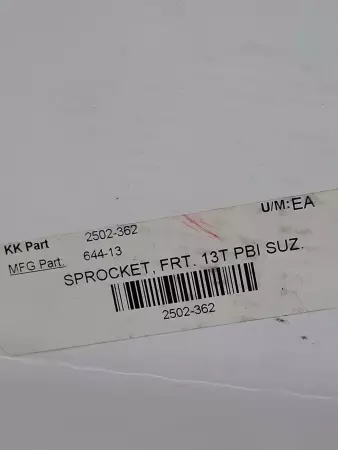 U/M:EA
KK Part 2502-362
MFG Part. 644-13
SPROCKET, FRT. 13T PBI SUZ.
2502-362